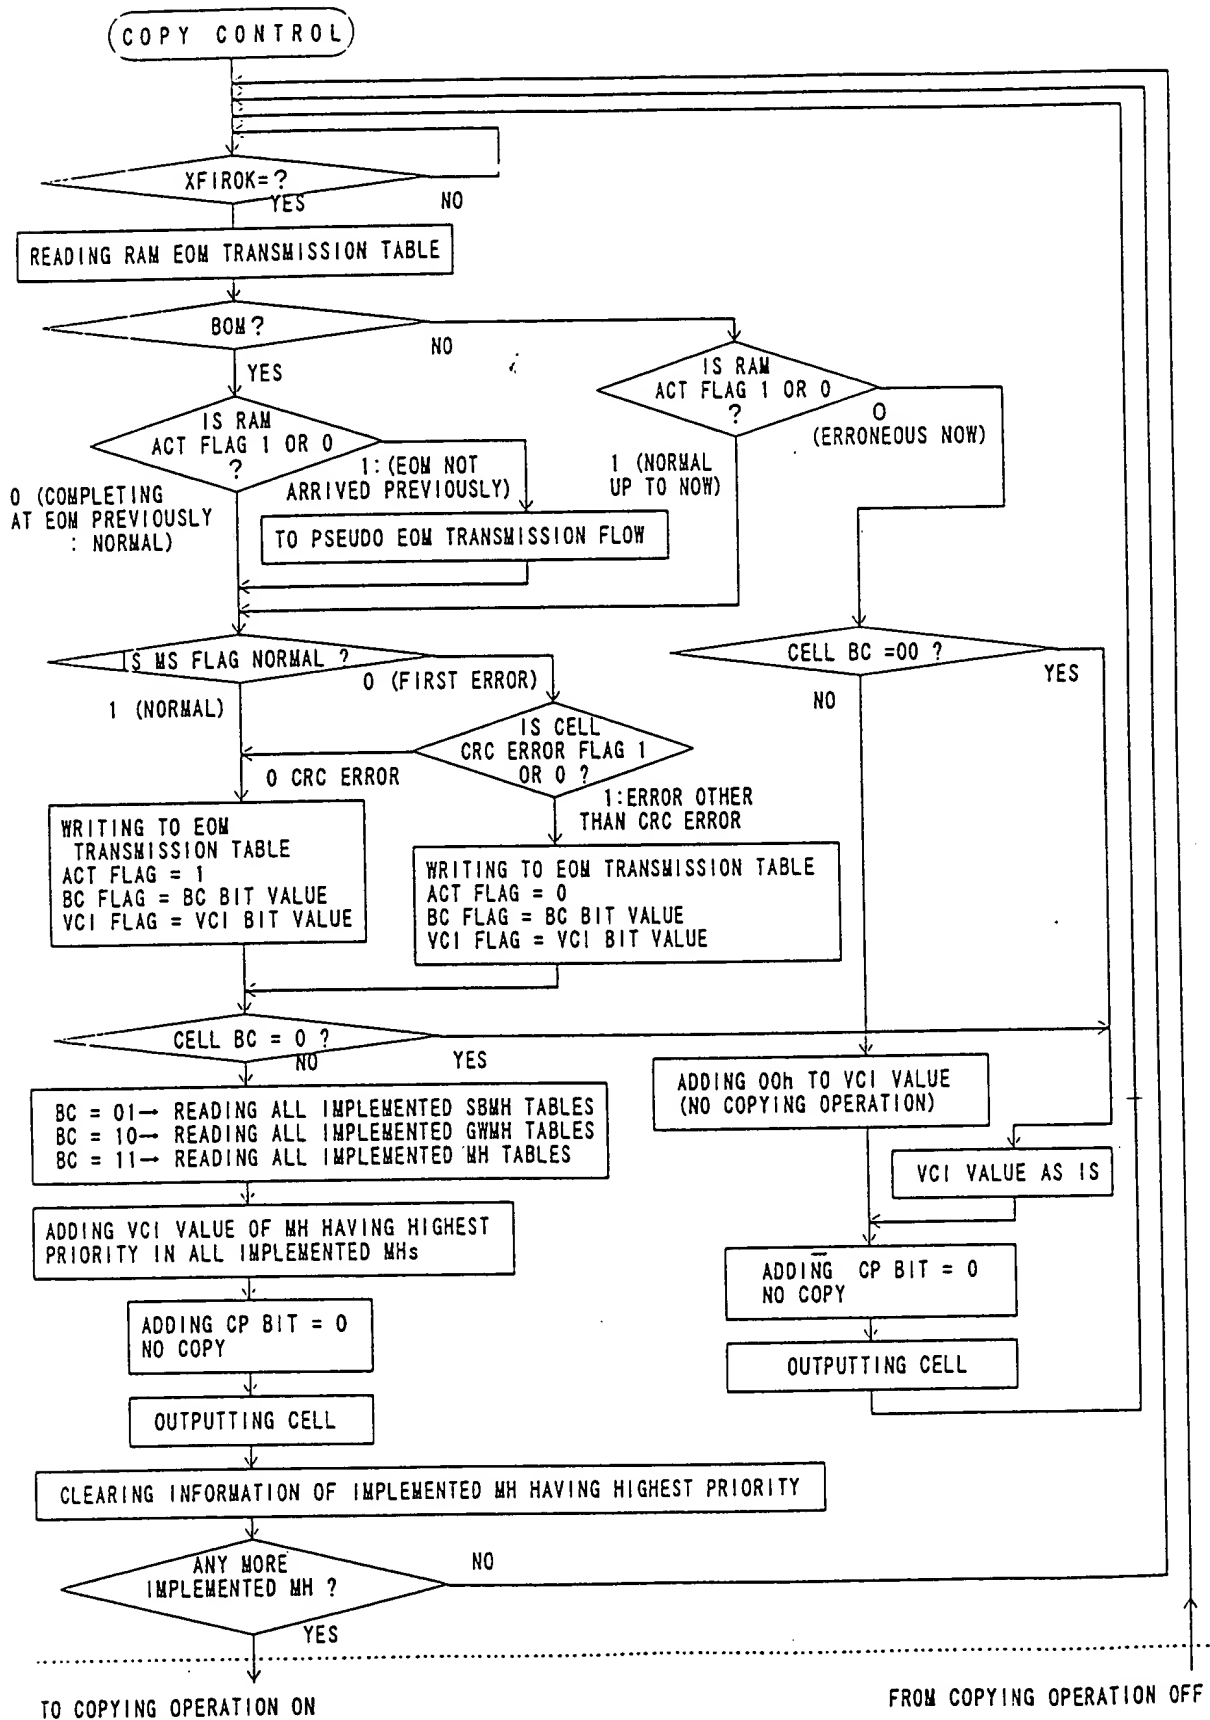 COPY CONTROL
XFIROK=?
YES
NO
READING RAM EOM TRANSMISSION TABLE
BOM?
NO
YES
IS RAM
ACT FLAG 1 OR 0
?
0
(ERRONEOUS NOW)
1 (NORMAL
UP TO NOW)
IS RAM
ACT FLAG 1 OR 0
?
1:(EOM NOT
ARRIVED PREVIOUSLY)
0 (COMPLETING
AT EOM PREVIOUSLY
: NORMAL)
TO PSEUDO EOM TRANSMISSION FLOW
IS MS FLAG NORMAL ?
0 (FIRST ERROR)
1 (NORMAL)
CELL BC =00 ?
YES
NO
IS CELL
CRC ERROR FLAG 1
OR 0 ?
0 CRC ERROR
1:ERROR OTHER
THAN CRC ERROR
WRITING TO EOM
TRANSMISSION TABLE
ACT FLAG = 1
BC FLAG = BC BIT VALUE
VCI FLAG = VCI BIT VALUE
WRITING TO EOM TRANSMISSION TABLE
ACT FLAG = 0
BC FLAG = BC BIT VALUE
VCI FLAG = VCI BIT VALUE
CELL BC = 0 ?
NO
YES
ADDING 00h TO VCI VALUE
(NO COPYING OPERATION)
BC = 01→ READING ALL IMPLEMENTED SBMH TABLES
BC = 10→ READING ALL IMPLEMENTED GWMH TABLES
BC = 11→ READING ALL IMPLEMENTED MH TABLES
VCI VALUE AS IS
ADDING VCI VALUE OF MH HAVING HIGHEST
PRIORITY IN ALL IMPLEMENTED MHs
ADDING CP BIT = 0
NO COPY
ADDING CP BIT = 0
NO COPY
OUTPUTTING CELL
OUTPUTTING CELL
CLEARING INFORMATION OF IMPLEMENTED MH HAVING HIGHEST PRIORITY
ANY MORE
IMPLEMENTED MH ?
NO
YES
TO COPYING OPERATION ON
FROM COPYING OPERATION OFF